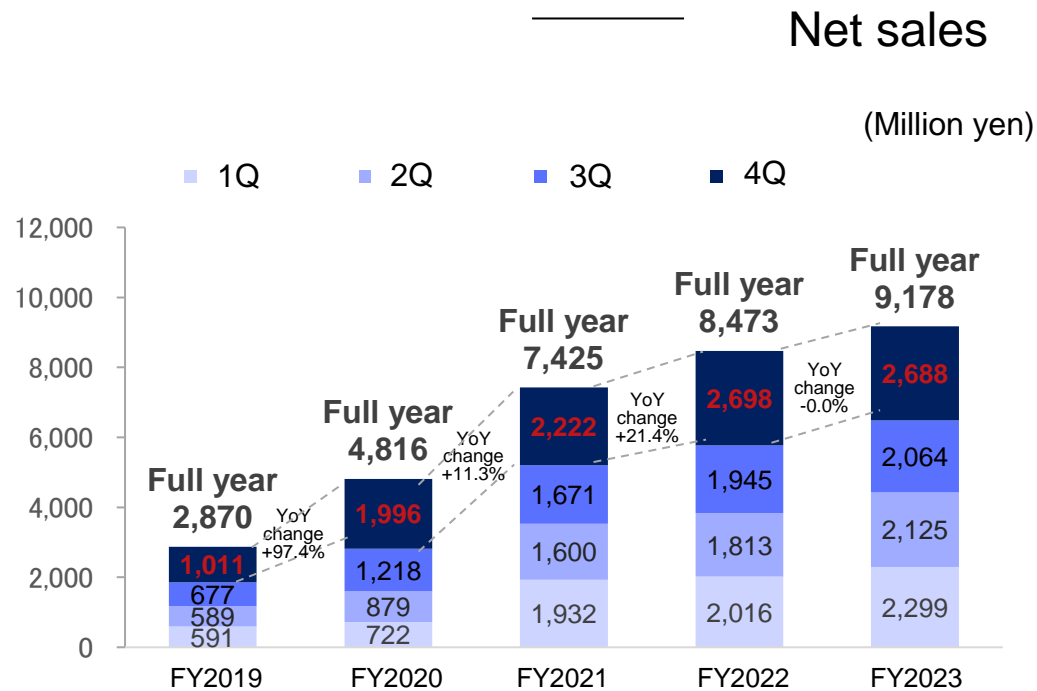 Net sales
(Million yen)
1Q 2Q 3Q 4Q
12,000
10,000
8,000
6,000
4,000
2,000
0
Full year
2,870
1,011
677
589
591
YoY
change
+97.4%
Full year
4,816
1,996
1,218
879
722
YoY
change
+11.3%
Full year
7,425
2,222
1,671
1,600
1,932
YoY
change
+21.4%
Full year
8,473
2,698
1,945
1,813
2,016
YoY
change
-0.0%
Full year
9,178
2,688
2,064
2,125
2,299
FY2019 FY2020 FY2021 FY2022 FY2023